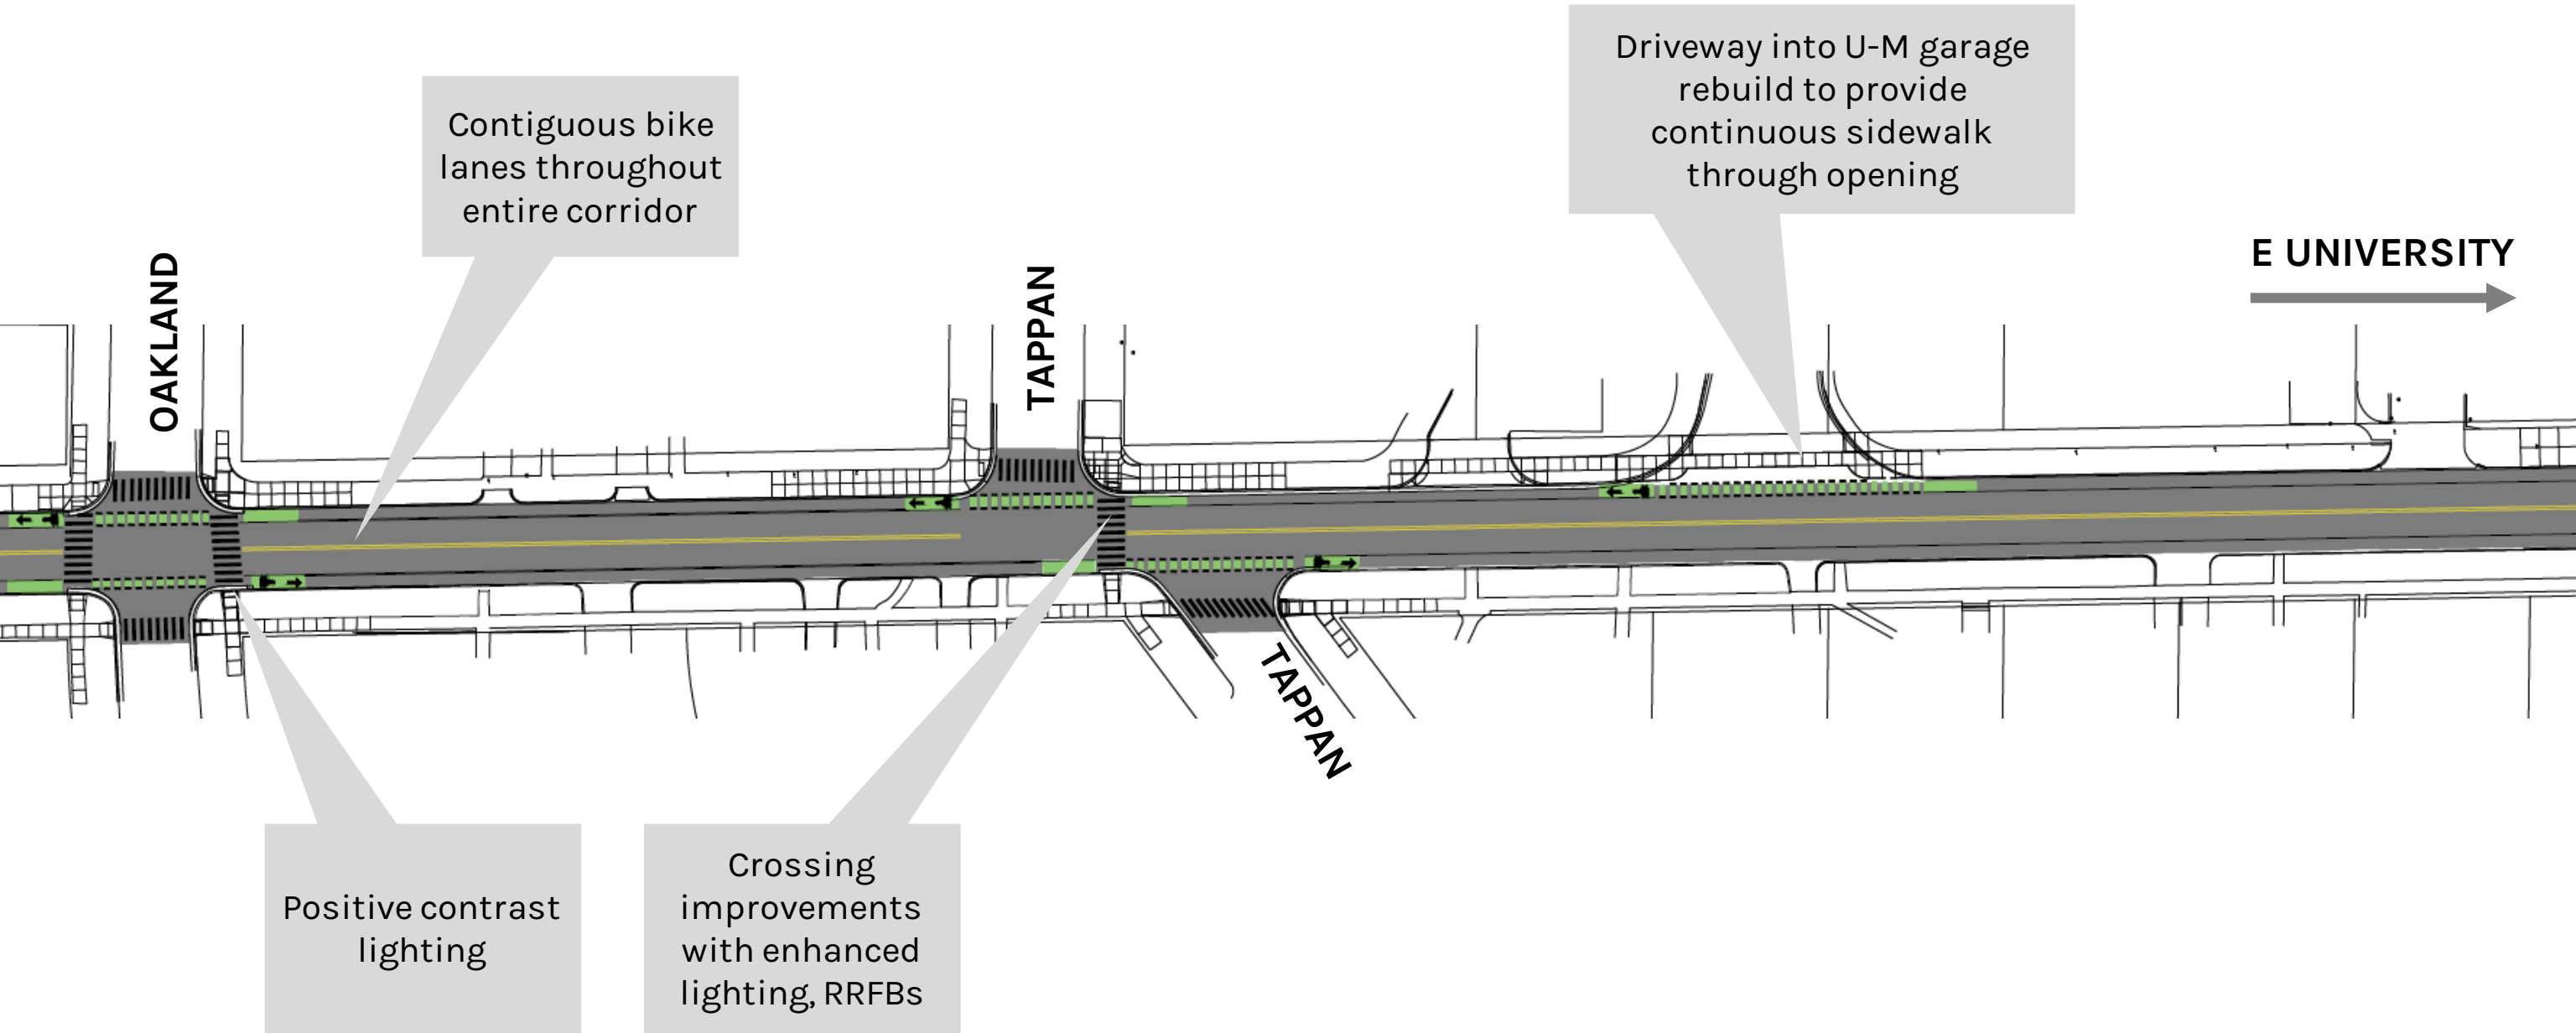 Driveway into U-M garage
rebuild to provide
continuous sidewalk
through opening
Contiguous bike
lanes throughout
entire corridor
E UNIVERSITY
OAKLAND
TAPPAN
TAPPAN
Positive contrast
lighting
Crossing
improvements
with enhanced
lighting, RRFBs